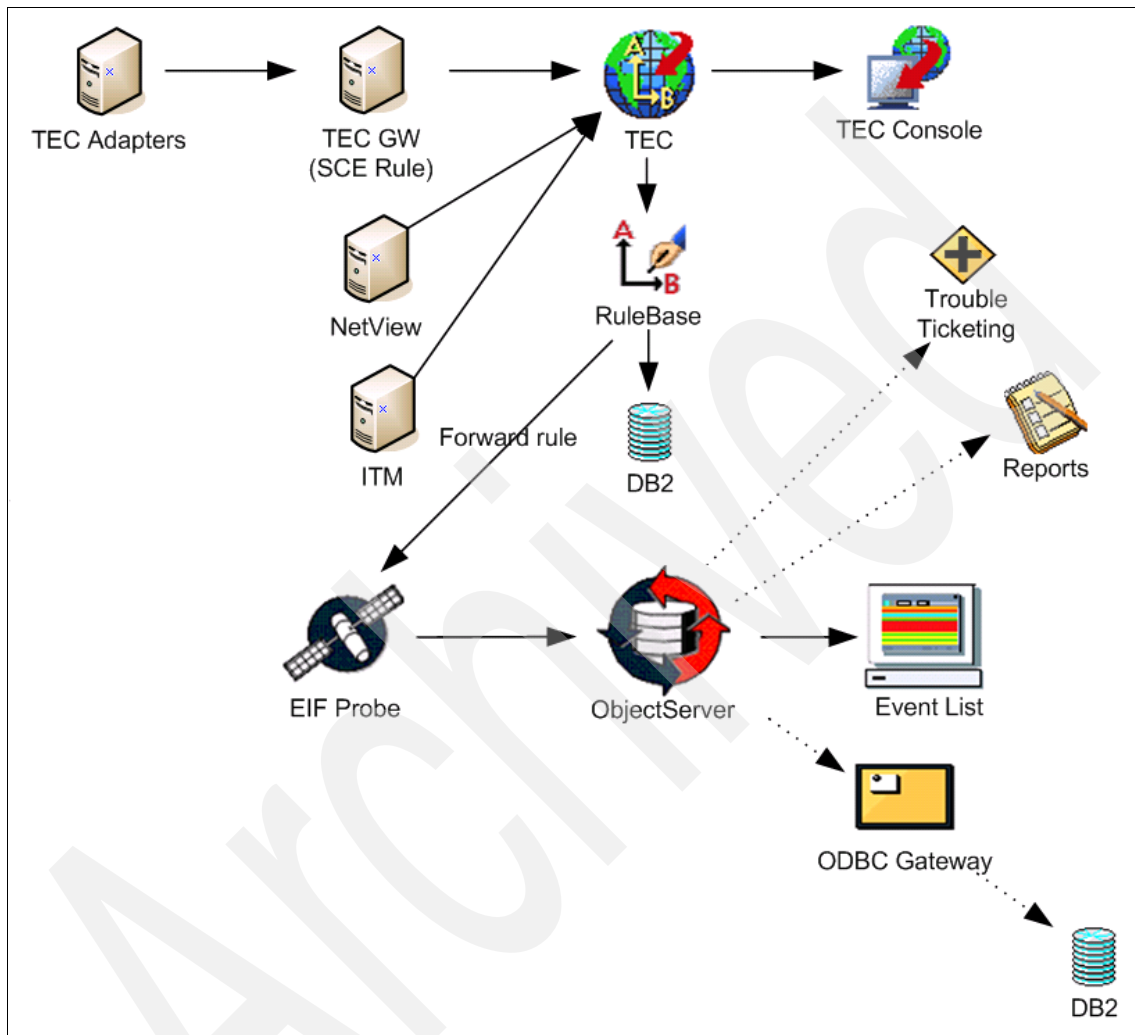 TEC Adapters
TEC GW
(SCE Rule)
TEC
TEC Console
NetView
RuleBase
Trouble
Ticketing
ITM
Forward rule
DB2
Reports
EIF Probe
ObjectServer
Event List
ODBC Gateway
DB2
A
B
A
B
Archived